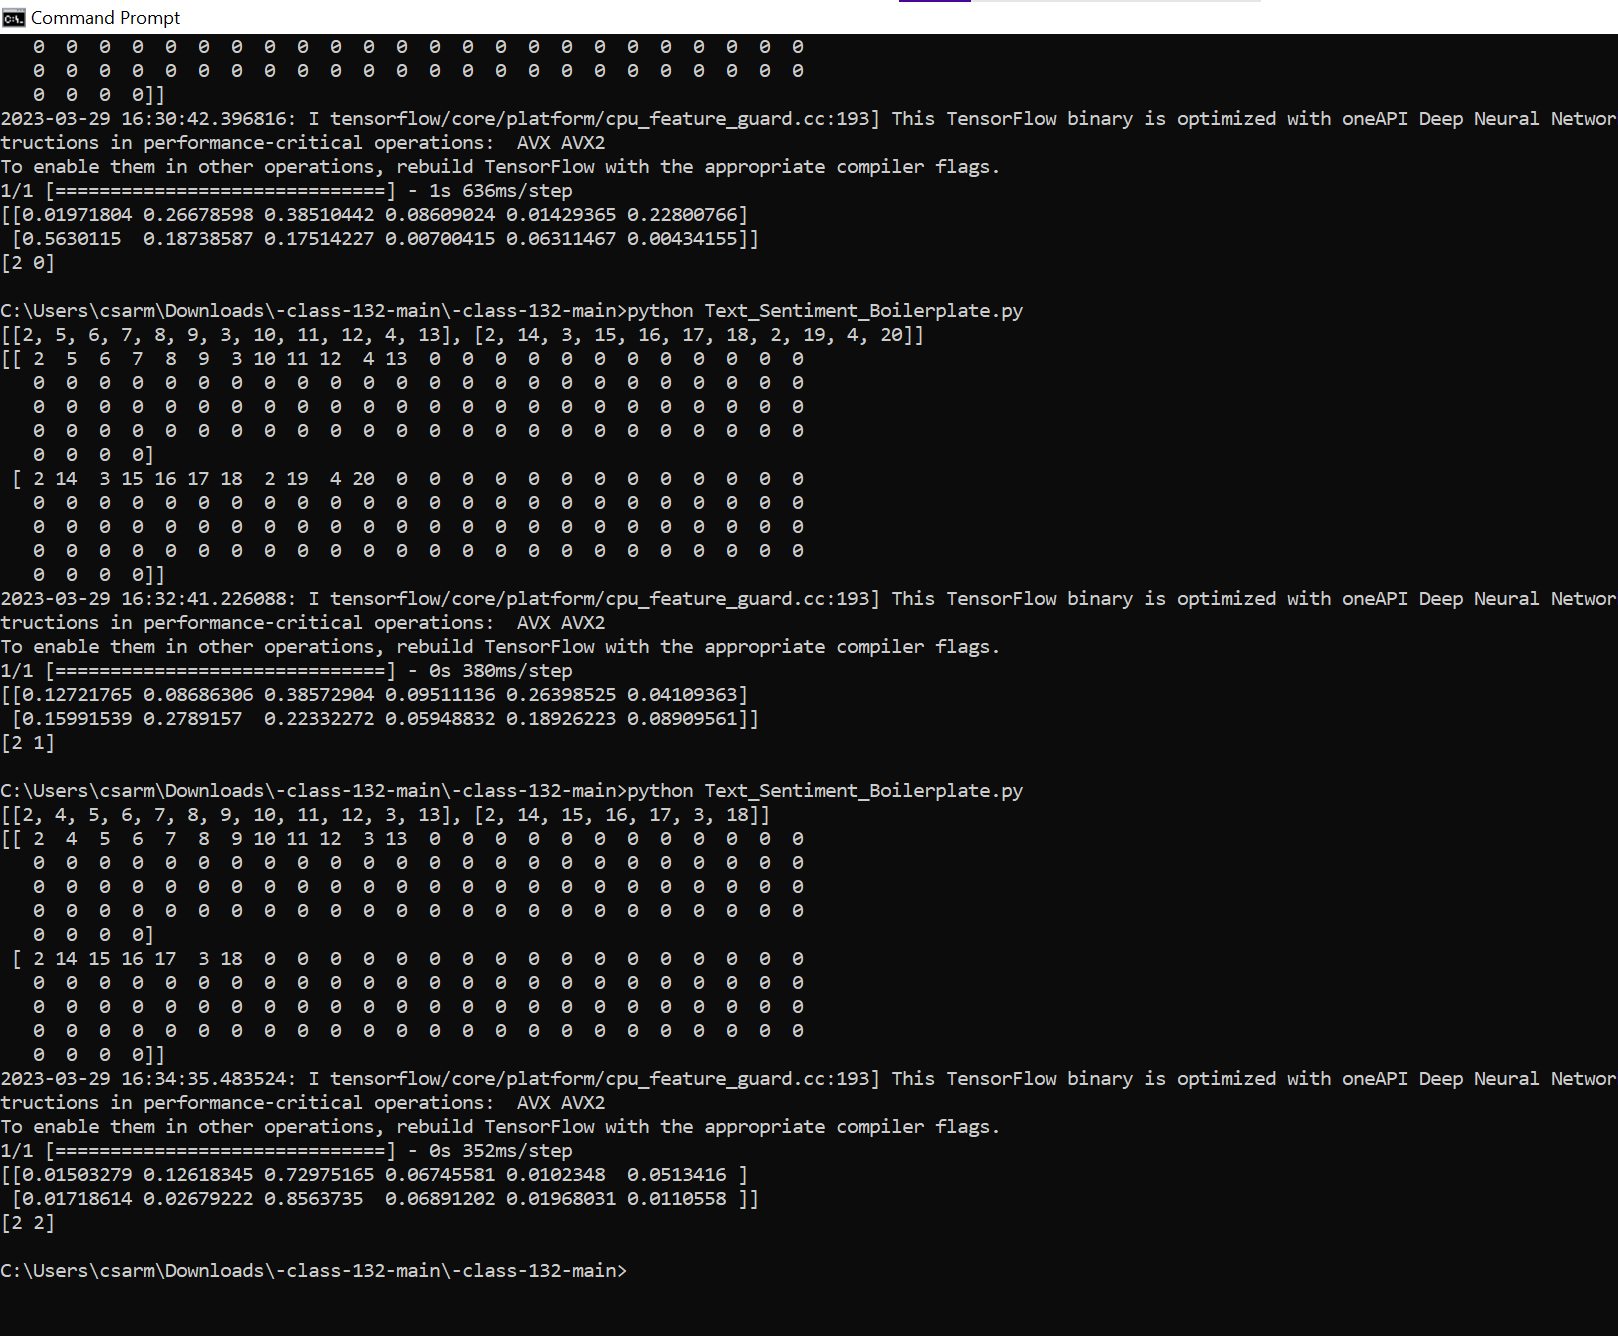 Command Prompt
0 0 0 0 0 0 0 0 0 0 0 0 0 0 0 0 0 0 0 0 0 0 0 0
0 0 0 0 0 0 0 0 0 0 0 0 0 0 0 0 0 0 0 0 0 0 0 0
0 0 0 0]]
2023-03-29 16:30:42.396816: I tensorflow/core/platform/cpu_feature_guard.cc:193] This TensorFlow binary is optimized with oneAPI Deep Neural Networ
tructions in performance-critical operations:  AVX AVX2
To enable them in other operations, rebuild TensorFlow with the appropriate compiler flags.
1/1 [==============================] - 1s 636ms/step
[[0.01971804 0.26678598 0.38510442 0.08609024 0.01429365 0.22800766]
[0.5630115  0.18738587 0.17514227 0.00700415 0.06311467 0.00434155]]
[2 0]
C:\Users\csarm\Downloads\-class-132-main\-class-132-main>python Text_Sentiment_Boilerplate.py
[[2, 5, 6, 7, 8, 9, 3, 10, 11, 12, 4, 13], [2, 14, 3, 15, 16, 17, 18, 2, 19, 4, 20]]
[[ 2 5 6 7 8 9 3 10 11 12 4 13 0 0 0 0 0 0 0 0 0 0 0 0
0 0 0 0 0 0 0 0 0 0 0 0 0 0 0 0 0 0 0 0 0 0 0 0
0 0 0 0 0 0 0 0 0 0 0 0 0 0 0 0 0 0 0 0 0 0 0 0
0 0 0 0 0 0 0 0 0 0 0 0 0 0 0 0 0 0 0 0 0 0 0 0
0 0 0 0]
[ 2 14 3 15 16 17 18 2 19 4 20 0 0 0 0 0 0 0 0 0 0 0 0 0
0 0 0 0 0 0 0 0 0 0 0 0 0 0 0 0 0 0 0 0 0 0 0 0
0 0 0 0 0 0 0 0 0 0 0 0 0 0 0 0 0 0 0 0 0 0 0 0
0 0 0 0 0 0 0 0 0 0 0 0 0 0 0 0 0 0 0 0 0 0 0 0
0 0 0 0]]
2023-03-29 16:32:41.226088: I tensorflow/core/platform/cpu_feature_guard.cc:193] This TensorFlow binary is optimized with oneAPI Deep Neural Networ
tructions in performance-critical operations:  AVX AVX2
To enable them in other operations, rebuild TensorFlow with the appropriate compiler flags.
1/1 [==============================] - 0s 380ms/step
[[0.12721765 0.08686306 0.38572904 0.09511136 0.26398525 0.04109363]
[0.15991539 0.2789157  0.22332272 0.05948832 0.18926223 0.08909561]]
[2 1]
C:\Users\csarm\Downloads\-class-132-main\-class-132-main>python Text_Sentiment_Boilerplate.py
[[2, 4, 5, 6, 7, 8, 9, 10, 11, 12, 3, 13], [2, 14, 15, 16, 17, 3, 18]]
[[ 2 4 5 6 7 8 9 10 11 12 3 13 0 0 0 0 0 0 0 0 0 0 0 0
0 0 0 0 0 0 0 0 0 0 0 0 0 0 0 0 0 0 0 0 0 0 0 0
0 0 0 0 0 0 0 0 0 0 0 0 0 0 0 0 0 0 0 0 0 0 0 0
0 0 0 0 0 0 0 0 0 0 0 0 0 0 0 0 0 0 0 0 0 0 0 0
0 0 0 0]
[ 2 14 15 16 17 3 18 0 0 0 0 0 0 0 0 0 0 0 0 0 0 0 0 0
0 0 0 0 0 0 0 0 0 0 0 0 0 0 0 0 0 0 0 0 0 0 0 0
0 0 0 0 0 0 0 0 0 0 0 0 0 0 0 0 0 0 0 0 0 0 0 0
0 0 0 0 0 0 0 0 0 0 0 0 0 0 0 0 0 0 0 0 0 0 0 0
0 0 0 0]]
2023-03-29 16:34:35.483524: I tensorflow/core/platform/cpu_feature_guard.cc:193] This TensorFlow binary is optimized with oneAPI Deep Neural Networ
tructions in performance-critical operations:  AVX AVX2
To enable them in other operations, rebuild TensorFlow with the appropriate compiler flags.
1/1 [==============================] - 0s 352ms/step
[[0.01503279 0.12618345 0.72975165 0.06745581 0.0102348  0.0513416 ]
[0.01718614 0.02679222 0.8563735  0.06891202 0.01968031 0.0110558 ]]
[2 2]
C:\Users\csarm\Downloads\-class-132-main\-class-132-main>